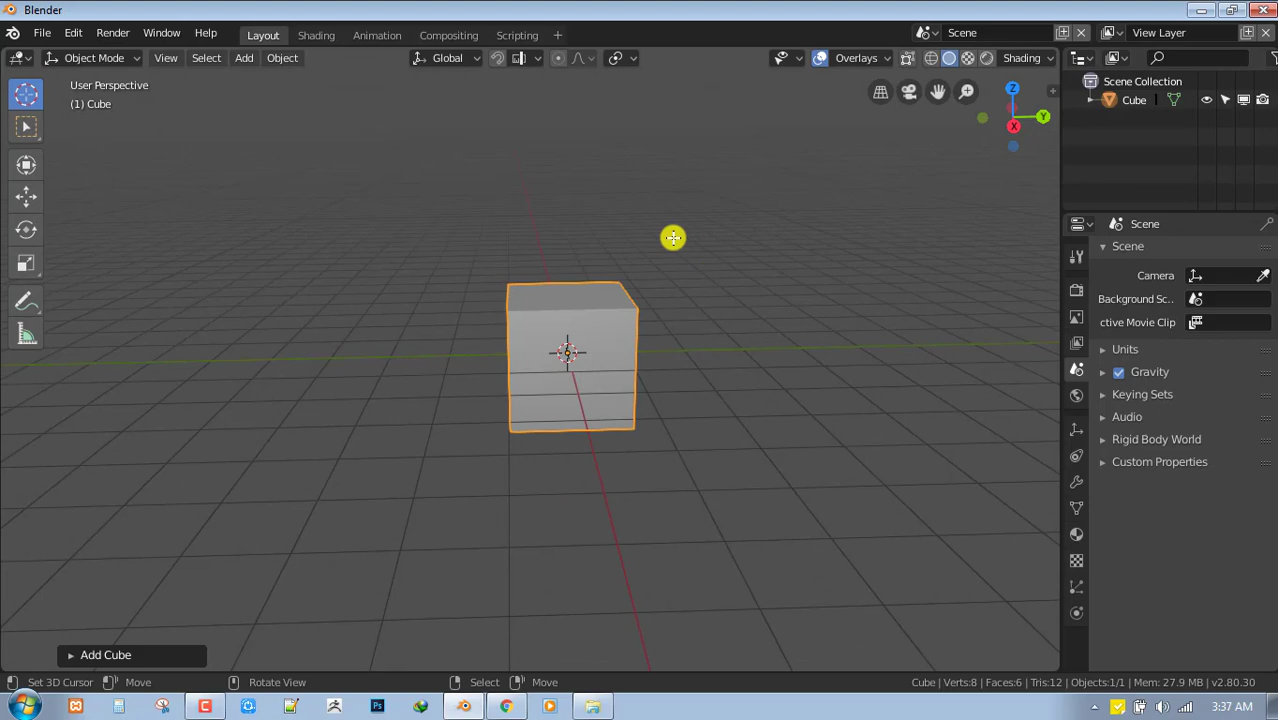 Blender
File Edit Render Window Help Layout Shading Animation Compositing Scripting + Scene View Layer
Object Mode View Select Add Object Global Overlays Shading
User Perspective
(1) Cube
Z
Y
X
Scene Collection
Cube
Scene
Scene
Camera
Background Sc..
ctive Movie Clip
Units
Gravity
Keying Sets
Audio
Rigid Body World
Custom Properties
Add Cube
Set 3D Cursor Move Rotate View Select Move Cube | Verts:8 | Faces:6 | Tris:12 | Objects:1/1 | Mem: 27.9 MB | v2.80.30
Ps
3:37 AM